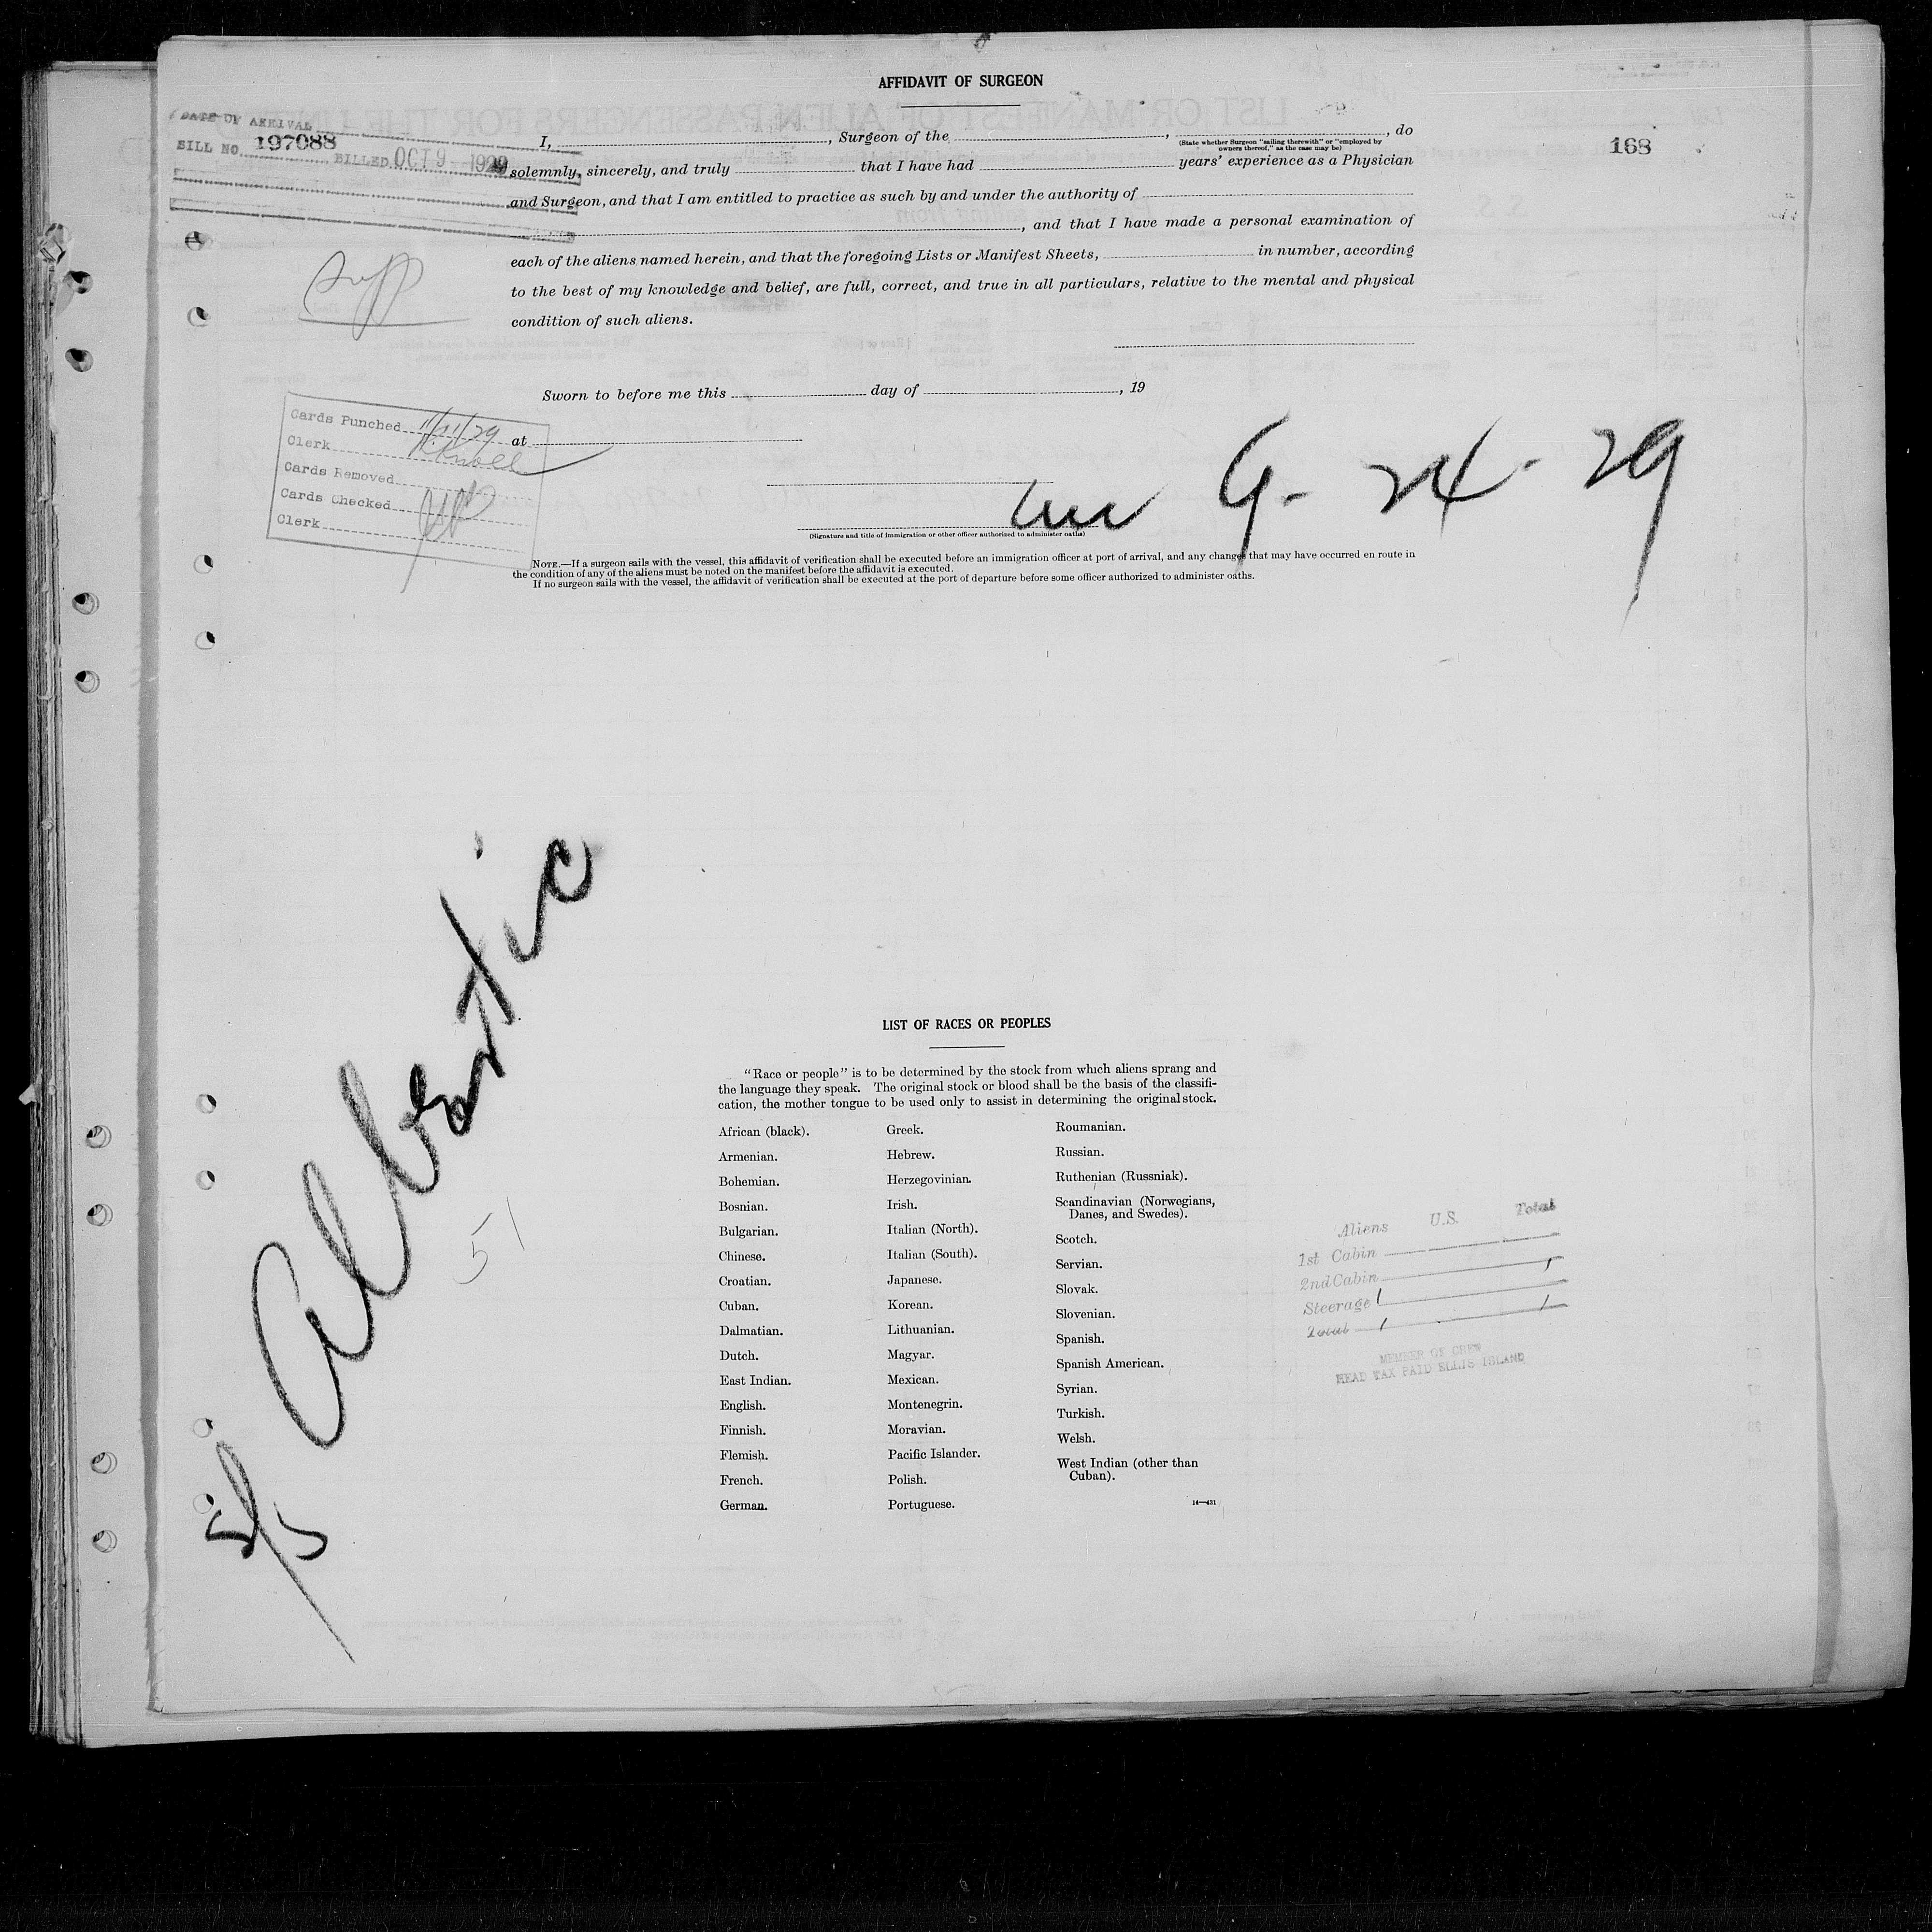 AFFIDAVIT OF SURGEON
DATE OF ARRIVAL
BILL NO. 197088 BILLED OCT 9 1929
168
I, , Surgeon of the , , do
(State whether Surgeon "sailing therewith" or "employed by owners thereof," as the case may be)
solemnly, sincerely, and truly that I have had years' experience as a Physician
and Surgeon, and that I am entitled to practice as such by and under the authority of
, and that I have made a personal examination of
each of the aliens named herein, and that the foregoing Lists or Manifest Sheets, in number, according
to the best of my knowledge and belief, are full, correct, and true in all particulars, relative to the mental and physical
condition of such aliens.
Supp
Sworn to before me this day of , 19
at
Cards Punched 11/11/29
Clerk
Cards Removed
Cards Checked
Clerk
9-24-29
(Signature and title of immigration or other officer authorized to administer oaths)
NOTE.—If a surgeon sails with the vessel, this affidavit of verification shall be executed before an immigration officer at port of arrival, and any changes that may have occurred en route in
the condition of any of the aliens must be noted on the manifest before the affidavit is executed.
If no surgeon sails with the vessel, the affidavit of verification shall be executed at the port of departure before some officer authorized to administer oaths.
S/S Albertic
51
LIST OF RACES OR PEOPLES
"Race or people" is to be determined by the stock from which aliens sprang and
the language they speak. The original stock or blood shall be the basis of the classifi-
cation, the mother tongue to be used only to assist in determining the original stock.
African (black).
Armenian.
Bohemian.
Bosnian.
Bulgarian.
Chinese.
Croatian.
Cuban.
Dalmatian.
Dutch.
East Indian.
English.
Finnish.
Flemish.
French.
German.
Greek.
Hebrew.
Herzegovinian.
Irish.
Italian (North).
Italian (South).
Japanese.
Korean.
Lithuanian.
Magyar.
Mexican.
Montenegrin.
Moravian.
Pacific Islander.
Polish.
Portuguese.
Roumanian.
Russian.
Ruthenian (Russniak).
Scandinavian (Norwegians,
Danes, and Swedes).
Scotch.
Servian.
Slovak.
Slovenian.
Spanish.
Spanish American.
Syrian.
Turkish.
Welsh.
West Indian (other than
Cuban).
14—431
Aliens U.S. Total
1st Cabin
2nd Cabin 1
Steerage 1
Total 1 1
MEMBER OF CREW
HEAD TAX PAID ELLIS ISLAND